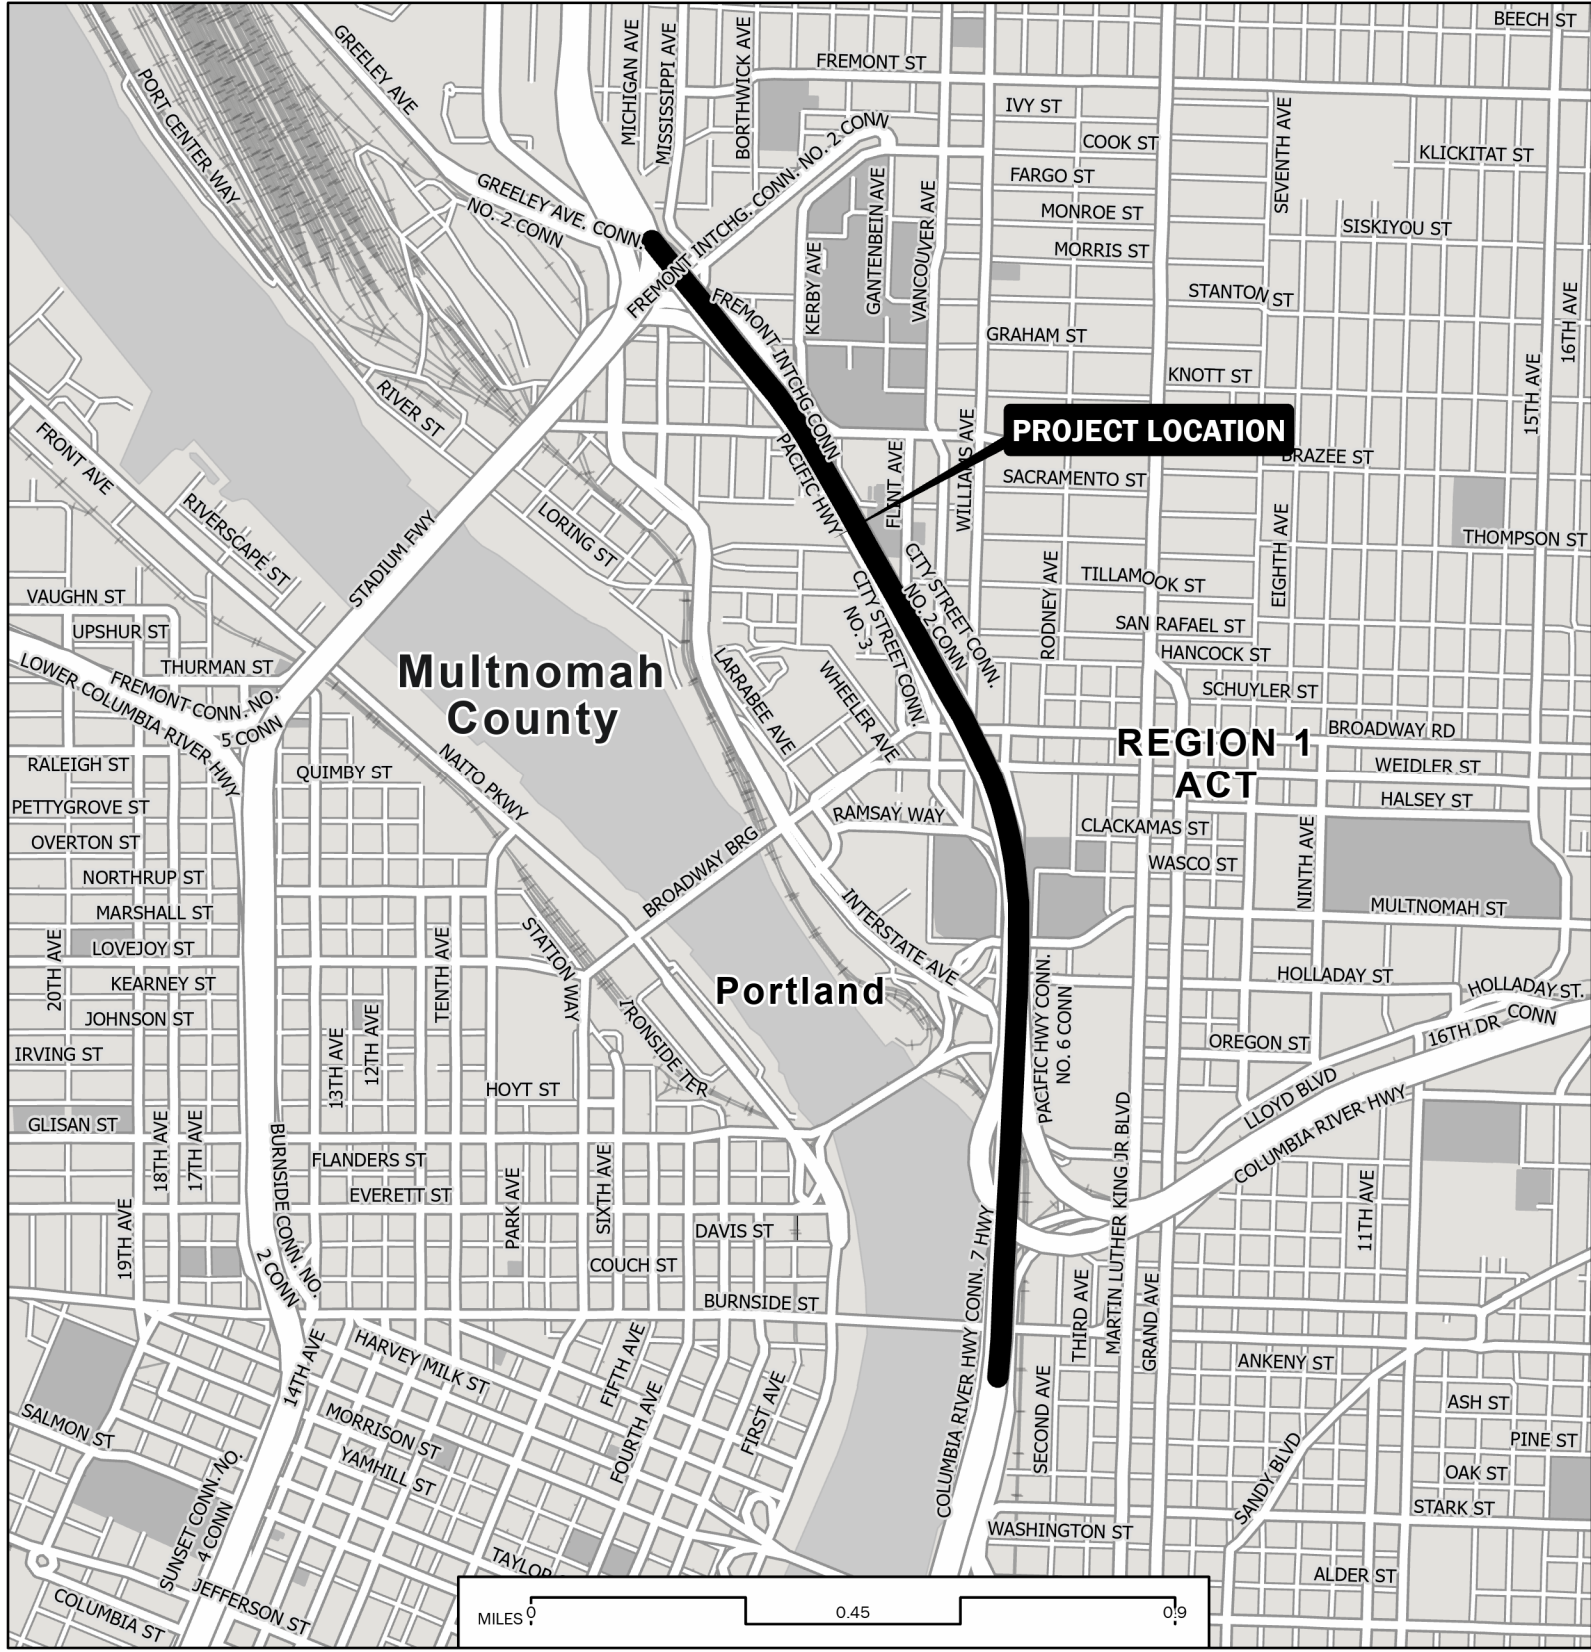 BEECH ST
GREELEY AVE
MICHIGAN AVE
MISSISSIPPI AVE
BORTHWICK AVE
FREMONT ST
PORT CENTER WAY
IVY ST
COOK ST
SEVENTH AVE
KLICKITAT ST
FREMONT INTCHG. CONN. NO. 2 CONN
FARGO ST
GREELEY AVE. CONN.
NO. 2 CONN
GANTENBEIN AVE
VANCOUVER AVE
MONROE ST
SISKIYOU ST
MORRIS ST
KERBY AVE
STANTON ST
16TH AVE
FREMONT INTCHG CONN
GRAHAM ST
KNOTT ST
15TH AVE
RIVER ST
PROJECT LOCATION
FRONT AVE
PACIFIC HWY
FLINT AVE
WILLIAMS AVE
BRAZEE ST
SACRAMENTO ST
RIVERSCAPE ST
LORING ST
EIGHTH AVE
THOMPSON ST
STADIUM FWY
CITY STREET CONN.
NO. 2 CONN
CITY STREET CONN.
NO. 3
RODNEY AVE
TILLAMOOK ST
VAUGHN ST
UPSHUR ST
SAN RAFAEL ST
HANCOCK ST
THURMAN ST
LOWER COLUMBIA RIVER HWY
FREMONT CONN. NO.
5 CONN
Multnomah
County
LARRABEE AVE
WHEELER AVE
SCHUYLER ST
BROADWAY RD
REGION 1
ACT
WEIDLER ST
RALEIGH ST
QUIMBY ST
NAITO PKWY
HALSEY ST
PETTYGROVE ST
RAMSAY WAY
CLACKAMAS ST
OVERTON ST
BROADWAY BRG
WASCO ST
NINTH AVE
NORTHRUP ST
MARSHALL ST
INTERSTATE AVE
MULTNOMAH ST
LOVEJOY ST
20TH AVE
TENTH AVE
STATION WAY
KEARNEY ST
Portland
HOLLADAY ST
HOLLADAY ST.
CONN
JOHNSON ST
12TH AVE
13TH AVE
IRONSIDE TER
PACIFIC HWY CONN.
NO. 6 CONN
16TH DR
OREGON ST
IRVING ST
HOYT ST
LLOYD BLVD
GLISAN ST
COLUMBIA RIVER HWY
18TH AVE
17TH AVE
BURNSIDE CONN. NO.
2 CONN
FLANDERS ST
EVERETT ST
PARK AVE
SIXTH AVE
19TH AVE
DAVIS ST
COUCH ST
11TH AVE
MARTIN LUTHER KING JR BLVD
GRAND AVE
THIRD AVE
COLUMBIA RIVER HWY CONN. 7 HWY
BURNSIDE ST
14TH AVE
HARVEY MILK ST
FIFTH AVE
FOURTH AVE
FIRST AVE
SECOND AVE
ANKENY ST
ASH ST
PINE ST
SALMON ST
MORRISON ST
YAMHILL ST
OAK ST
SANDY BLVD
STARK ST
SUNSET CONN. NO.
4 CONN
WASHINGTON ST
TAYLOR
ALDER ST
JEFFERSON ST
COLUMBIA ST
MILES 0 0.45 0.9